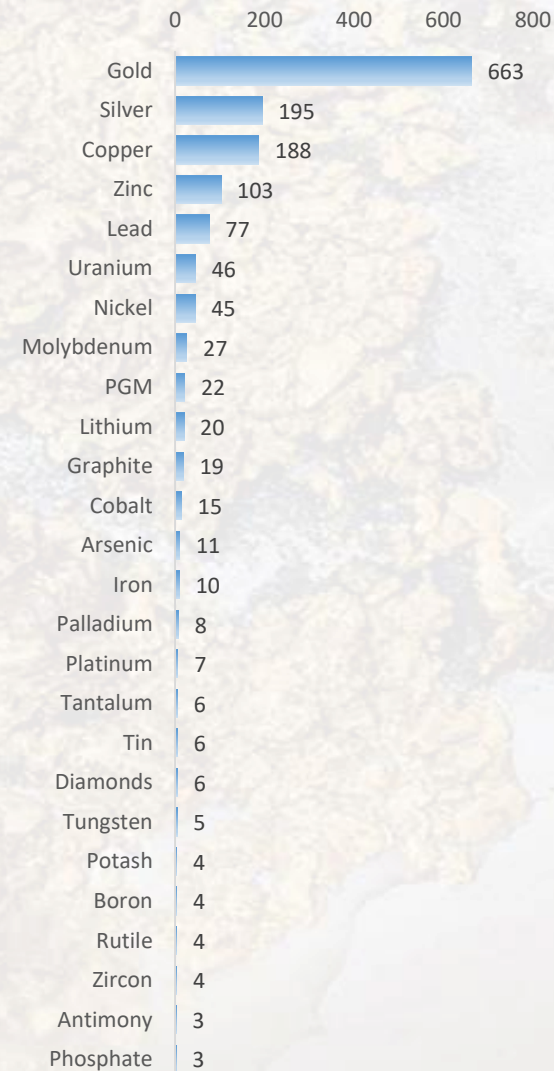 0 200 400 600 800
Gold 663
Silver 195
Copper 188
Zinc 103
Lead 77
Uranium 46
Nickel 45
Molybdenum 27
PGM 22
Lithium 20
Graphite 19
Cobalt 15
Arsenic 11
Iron 10
Palladium 8
Platinum 7
Tantalum 6
Tin 6
Diamonds 6
Tungsten 5
Potash 4
Boron 4
Rutile 4
Zircon 4
Antimony 3
Phosphate 3